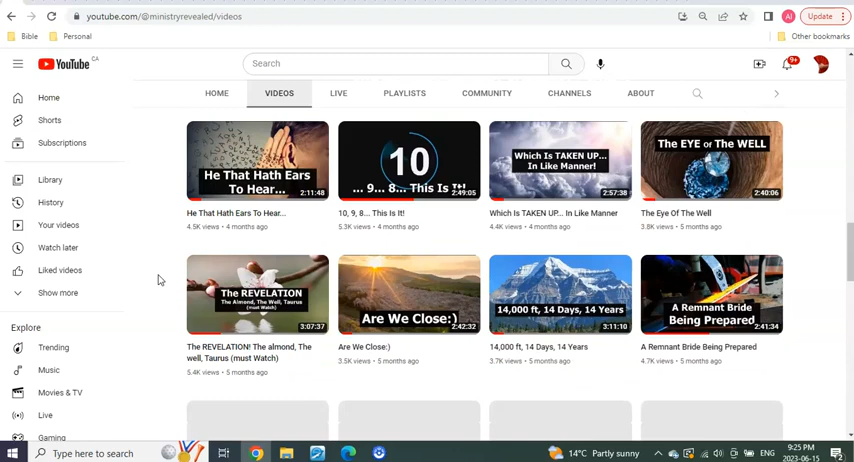 youtube.com/@ministryrevealed/videos
AI
Update
Bible
Personal
Other bookmarks
YouTube CA
Search
9+
HOME
VIDEOS
LIVE
PLAYLISTS
COMMUNITY
CHANNELS
ABOUT
Home
Shorts
Subscriptions
Library
History
Your videos
Watch later
Liked videos
Show more
Explore
Trending
Music
Movies & TV
Live
Gaming
He That Hath Ears
To Hear...
2:11:48
He That Hath Ears To Hear...
4.5K views • 4 months ago
10
... 9... 8... This Is It!
2:49:05
10, 9, 8... This Is It!
5.3K views • 4 months ago
Which Is TAKEN UP...
In Like Manner!
2:57:38
Which Is TAKEN UP... In Like Manner
4.4K views • 4 months ago
The EYE OF The WELL
2:40:06
The Eye Of The Well
3.8K views • 5 months ago
The REVELATION
The Almond, The Well, Taurus
(must Watch)
3:07:37
The REVELATION! The almond, The
well, Taurus (must Watch)
5.4K views • 5 months ago
Are We Close:)
2:42:32
Are We Close:)
3.5K views • 5 months ago
14,000 ft, 14 Days, 14 Years
3:11:10
14,000 ft, 14 Days, 14 Years
3.7K views • 5 months ago
A Remnant Bride
Being Prepared
2:41:34
A Remnant Bride Being Prepared
4.7K views • 5 months ago
Type here to search
14°C Partly sunny
ENG
9:25 PM
2023-06-15
2